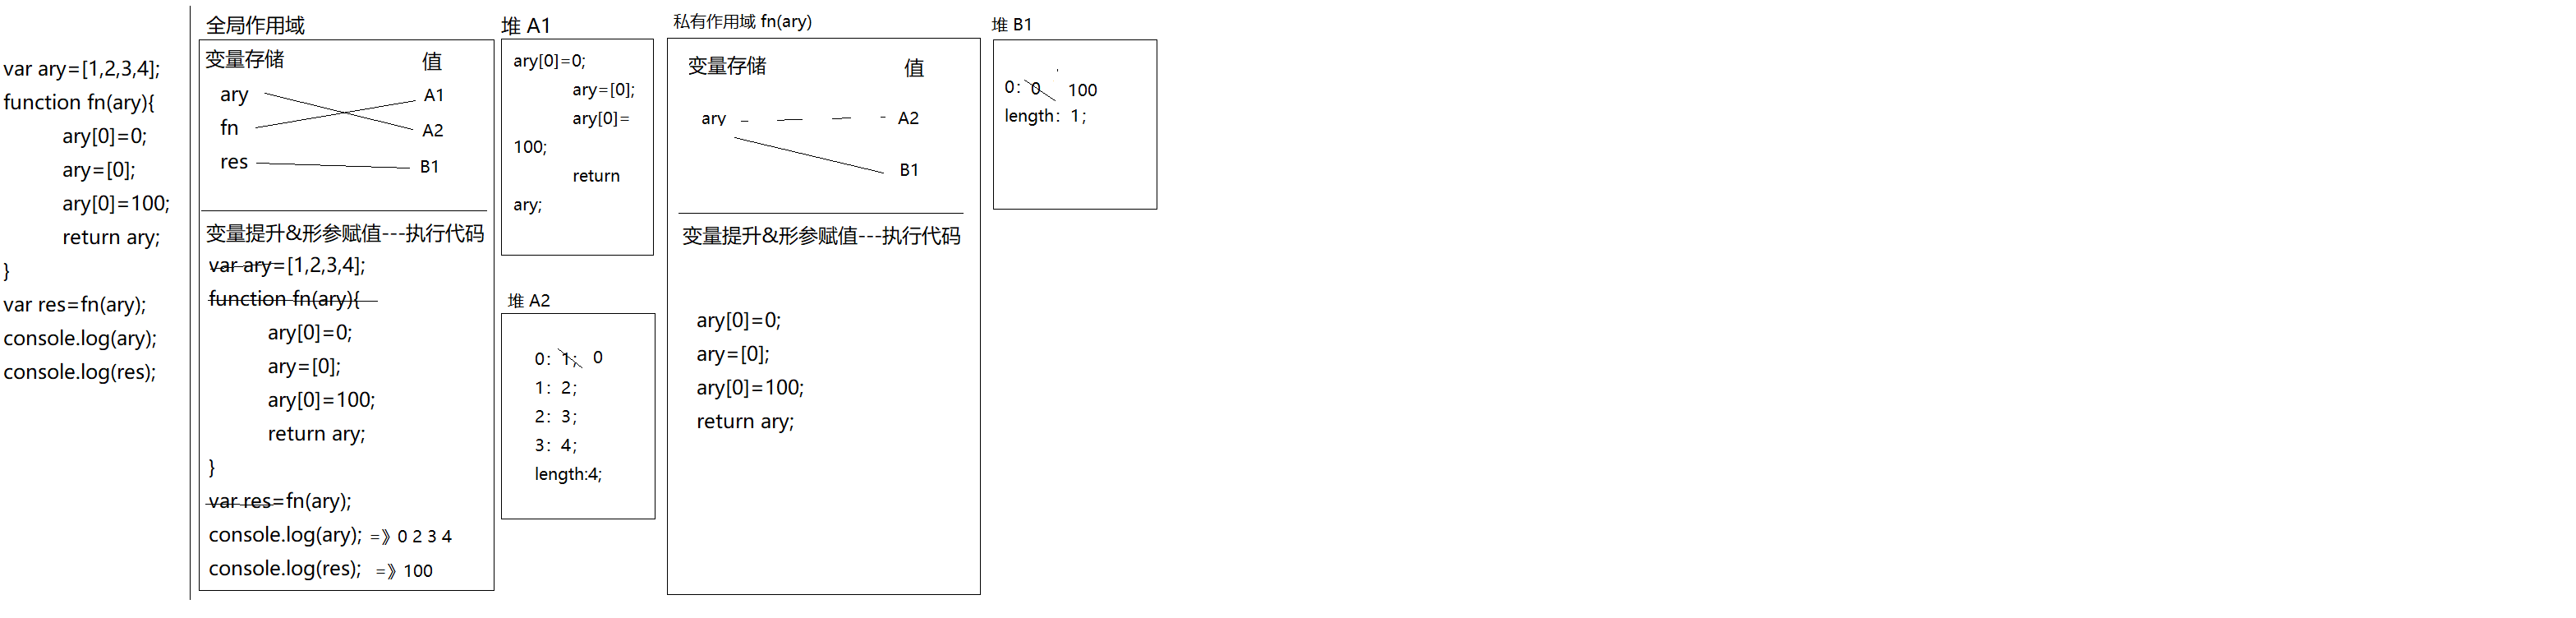 var ary=[1,2,3,4];
function fn(ary){
ary[0]=0;
ary=[0];
ary[0]=100;
return ary;
}
var res=fn(ary);
console.log(ary);
console.log(res);
全局作用域
变量存储 值
ary A1
fn A2
res B1
变量提升&形参赋值---执行代码
var ary=[1,2,3,4];
function fn(ary){
ary[0]=0;
ary=[0];
ary[0]=100;
return ary;
}
var res=fn(ary);
console.log(ary); =》0 2 3 4
console.log(res); =》100
堆 A1
ary[0]=0;
ary=[0];
ary[0]=
100;
return
ary;
堆 A2
0：1； 0
1：2；
2：3；
3：4；
length:4;
私有作用域 fn(ary)
变量存储 值
ary A2
B1
变量提升&形参赋值---执行代码
ary[0]=0;
ary=[0];
ary[0]=100;
return ary;
堆 B1
0：0 100
length：1；